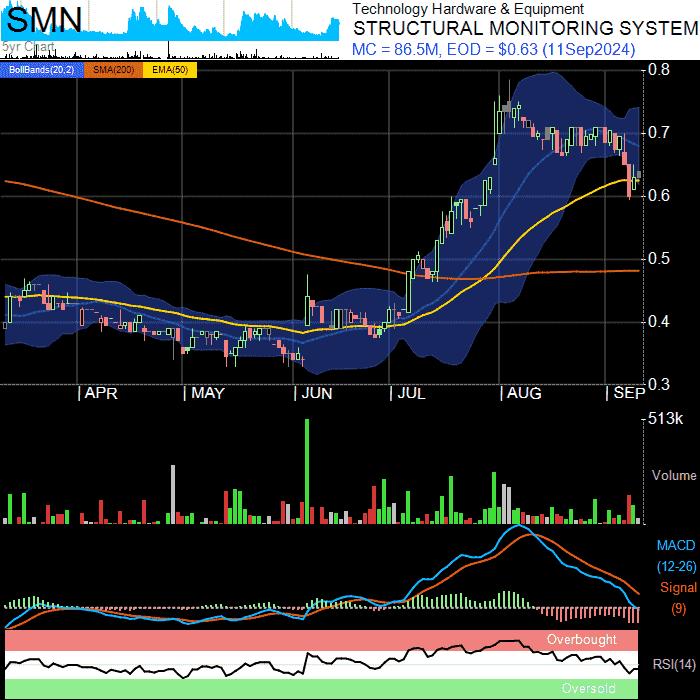 SMN
5yr Chart
Technology Hardware & Equipment
STRUCTURAL MONITORING SYSTEM
MC = 86.5M, EOD = $0.63 (11Sep2024)
BollBands(20,2) SMA(200) EMA(50)
0.8
0.7
0.6
0.5
0.4
0.3
APR MAY JUN JUL AUG SEP
513k
Volume
MACD
(12-26)
Signal
(9)
Overbought
RSI(14)
Oversold